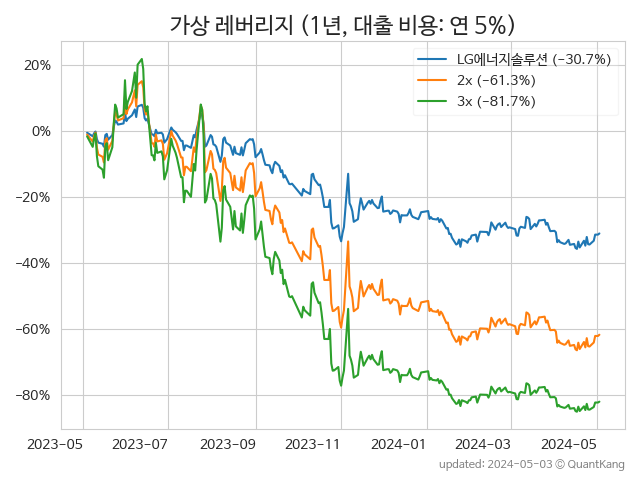 가상 레버리지 (1년, 대출 비용: 연 5%)
LG에너지솔루션 (−30.7%)
2x (−61.3%)
3x (−81.7%)
20%
0%
−20%
−40%
−60%
−80%
2023-05 2023-07 2023-09 2023-11 2024-01 2024-03 2024-05
updated: 2024-05-03 © QuantKang